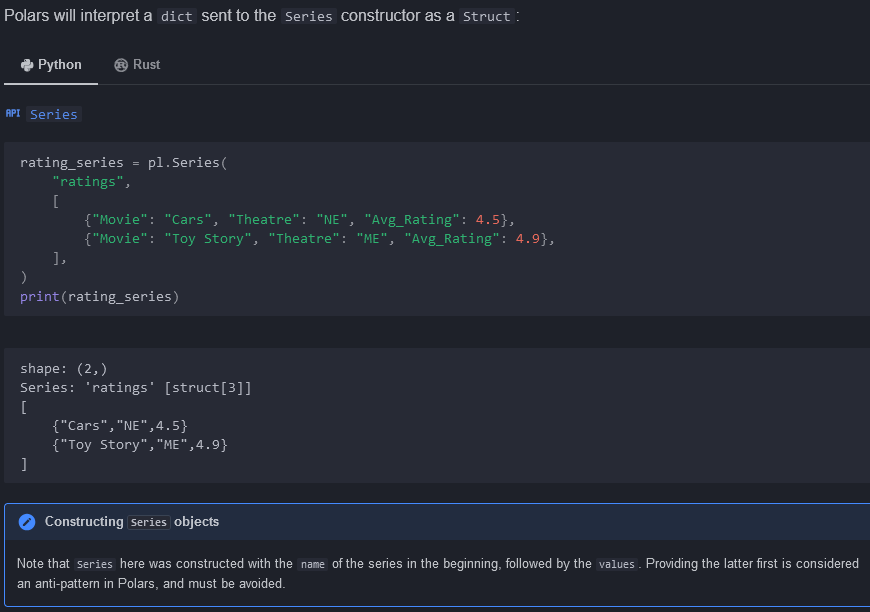 Polars will interpret a dict sent to the Series constructor as a Struct:
Python Rust
API Series
rating_series = pl.Series(
    "ratings",
    [
        {"Movie": "Cars", "Theatre": "NE", "Avg_Rating": 4.5},
        {"Movie": "Toy Story", "Theatre": "ME", "Avg_Rating": 4.9},
    ],
)
print(rating_series)
shape: (2,)
Series: 'ratings' [struct[3]]
[
    {"Cars","NE",4.5}
    {"Toy Story","ME",4.9}
]
Constructing Series objects
Note that Series here was constructed with the name of the series in the beginning, followed by the values. Providing the latter first is considered
an anti-pattern in Polars, and must be avoided.